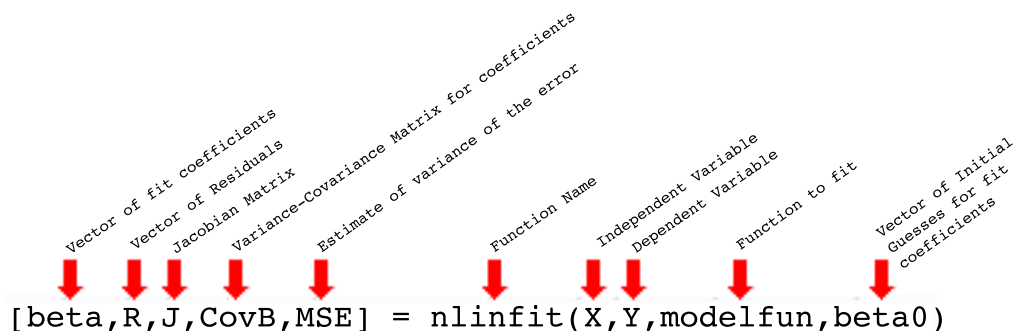 Vector of fit coefficients
Vector of Residuals
Jacobian Matrix
Variance-Covariance Matrix for coefficients
Estimate of variance of the error
Function Name
Independent Variable
Dependent Variable
Function to fit
Vector of Initial
Guesses for fit
coefficients
[beta,R,J,CovB,MSE] = nlinfit(X,Y,modelfun,beta0)